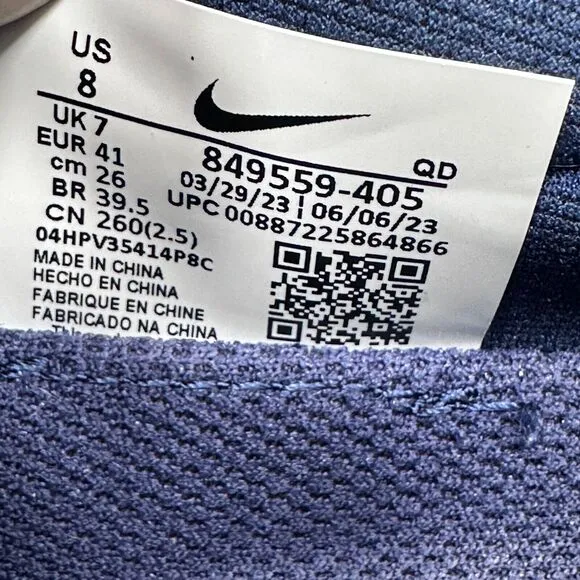 US
8
UK 7
EUR 41
cm 26
BR 39.5
CN 260(2.5)
849559-405 QD
03/29/23 | 06/06/23
UPC 00887225864866
04HPV35414P8C
MADE IN CHINA
HECHO EN CHINA
FABRIQUE EN CHINE
FABRICADO NA CHINA